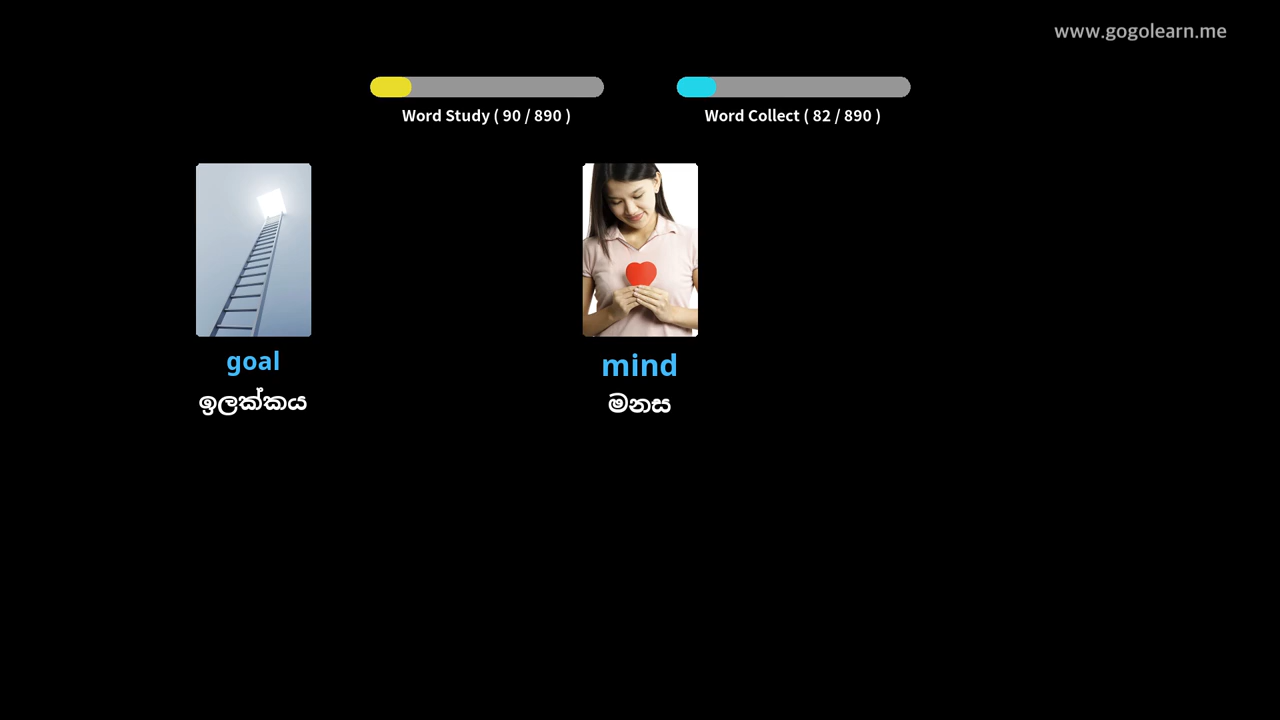 www.gogolearn.me
Word Study ( 90 / 890 )
Word Collect ( 82 / 890 )
goal
ඉලක්කය
mind
මනස